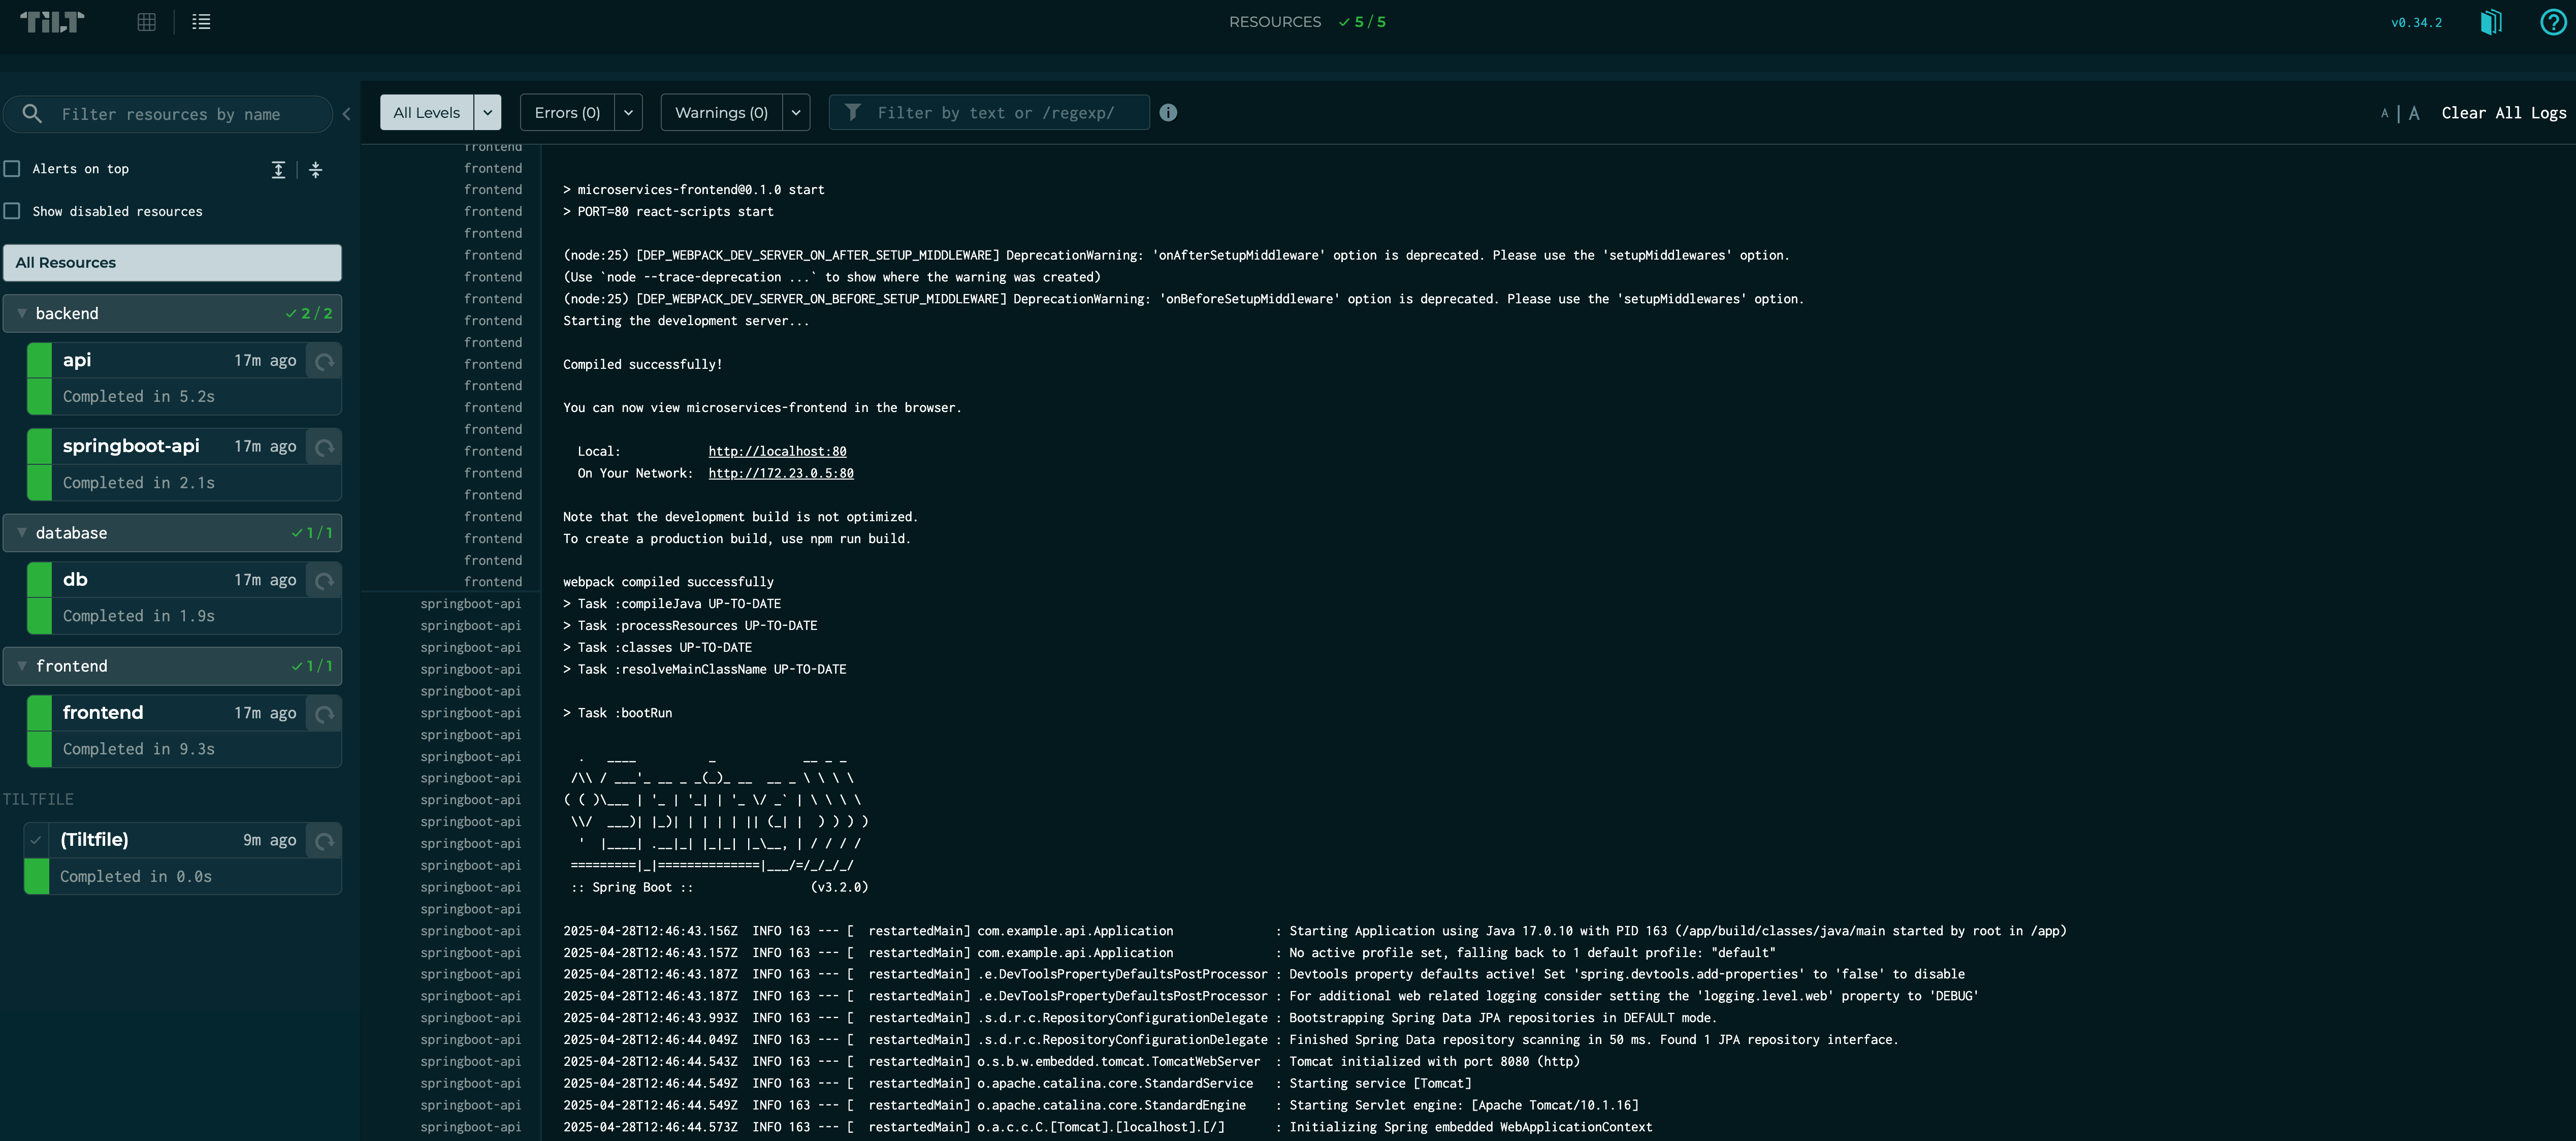 TILT
RESOURCES ✓ 5 / 5
v0.34.2
?
Filter resources by name
Alerts on top
Show disabled resources
All Resources
backend ✓ 2 / 2
api 17m ago
Completed in 5.2s
springboot-api 17m ago
Completed in 2.1s
database ✓ 1 / 1
db 17m ago
Completed in 1.9s
frontend ✓ 1 / 1
frontend 17m ago
Completed in 9.3s
TILTFILE
(Tiltfile) 9m ago
Completed in 0.0s
All Levels
Errors (0)
Warnings (0)
Filter by text or /regexp/
i
A | A
Clear All Logs
frontend
frontend
frontend > microservices-frontend@0.1.0 start
frontend > PORT=80 react-scripts start
frontend
frontend (node:25) [DEP_WEBPACK_DEV_SERVER_ON_AFTER_SETUP_MIDDLEWARE] DeprecationWarning: 'onAfterSetupMiddleware' option is deprecated. Please use the 'setupMiddlewares' option.
frontend (Use `node --trace-deprecation ...` to show where the warning was created)
frontend (node:25) [DEP_WEBPACK_DEV_SERVER_ON_BEFORE_SETUP_MIDDLEWARE] DeprecationWarning: 'onBeforeSetupMiddleware' option is deprecated. Please use the 'setupMiddlewares' option.
frontend Starting the development server...
frontend
frontend Compiled successfully!
frontend
frontend You can now view microservices-frontend in the browser.
frontend
frontend   Local:            http://localhost:80
frontend   On Your Network:  http://172.23.0.5:80
frontend
frontend Note that the development build is not optimized.
frontend To create a production build, use npm run build.
frontend
frontend webpack compiled successfully
springboot-api > Task :compileJava UP-TO-DATE
springboot-api > Task :processResources UP-TO-DATE
springboot-api > Task :classes UP-TO-DATE
springboot-api > Task :resolveMainClassName UP-TO-DATE
springboot-api
springboot-api > Task :bootRun
springboot-api
springboot-api   .   ____          _            __ _ _
springboot-api  /\\ / ___'_ __ _ _(_)_ __  __ _ \ \ \ \
springboot-api ( ( )\___ | '_ | '_| | '_ \/ _` | \ \ \ \
springboot-api  \\/  ___)| |_)| | | | | || (_| |  ) ) ) )
springboot-api   '  |____| .__|_| |_|_| |_\__, | / / / /
springboot-api  =========|_|==============|___/=/_/_/_/
springboot-api  :: Spring Boot ::                (v3.2.0)
springboot-api
springboot-api 2025-04-28T12:46:43.156Z  INFO 163 --- [  restartedMain] com.example.api.Application              : Starting Application using Java 17.0.10 with PID 163 (/app/build/classes/java/main started by root in /app)
springboot-api 2025-04-28T12:46:43.157Z  INFO 163 --- [  restartedMain] com.example.api.Application              : No active profile set, falling back to 1 default profile: "default"
springboot-api 2025-04-28T12:46:43.187Z  INFO 163 --- [  restartedMain] .e.DevToolsPropertyDefaultsPostProcessor : Devtools property defaults active! Set 'spring.devtools.add-properties' to 'false' to disable
springboot-api 2025-04-28T12:46:43.187Z  INFO 163 --- [  restartedMain] .e.DevToolsPropertyDefaultsPostProcessor : For additional web related logging consider setting the 'logging.level.web' property to 'DEBUG'
springboot-api 2025-04-28T12:46:43.993Z  INFO 163 --- [  restartedMain] .s.d.r.c.RepositoryConfigurationDelegate : Bootstrapping Spring Data JPA repositories in DEFAULT mode.
springboot-api 2025-04-28T12:46:44.049Z  INFO 163 --- [  restartedMain] .s.d.r.c.RepositoryConfigurationDelegate : Finished Spring Data repository scanning in 50 ms. Found 1 JPA repository interface.
springboot-api 2025-04-28T12:46:44.543Z  INFO 163 --- [  restartedMain] o.s.b.w.embedded.tomcat.TomcatWebServer  : Tomcat initialized with port 8080 (http)
springboot-api 2025-04-28T12:46:44.549Z  INFO 163 --- [  restartedMain] o.apache.catalina.core.StandardService   : Starting service [Tomcat]
springboot-api 2025-04-28T12:46:44.549Z  INFO 163 --- [  restartedMain] o.apache.catalina.core.StandardEngine    : Starting Servlet engine: [Apache Tomcat/10.1.16]
springboot-api 2025-04-28T12:46:44.573Z  INFO 163 --- [  restartedMain] o.a.c.c.C.[Tomcat].[localhost].[/]       : Initializing Spring embedded WebApplicationContext